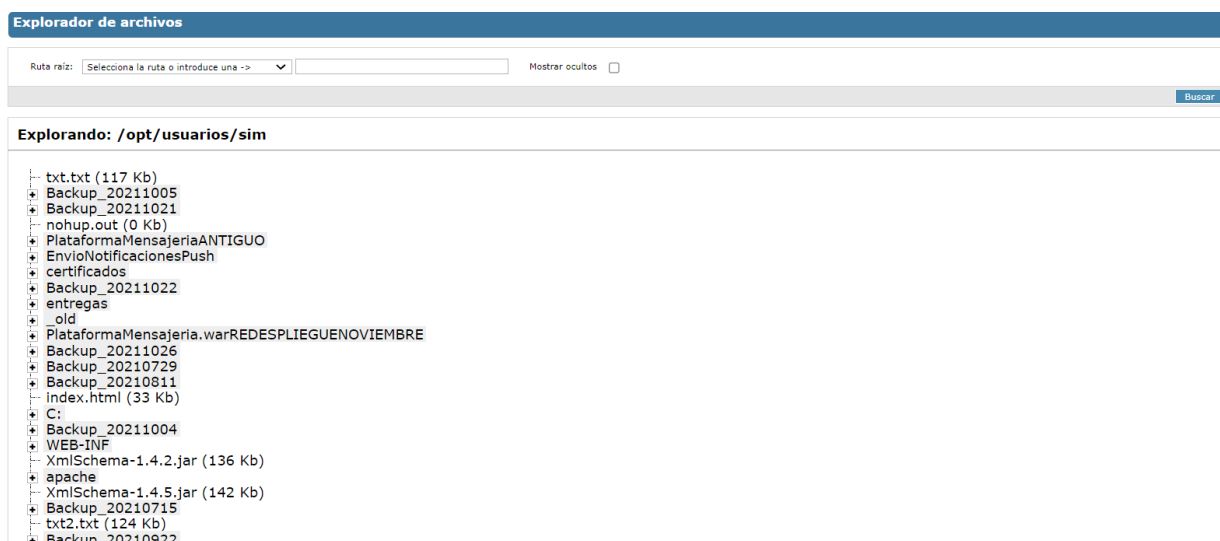 Explorador de archivos
Ruta raíz: Selecciona la ruta o introduce una -> Mostrar ocultos
Buscar
Explorando: /opt/usuarios/sim
txt.txt (117 Kb)
Backup_20211005
Backup_20211021
nohup.out (0 Kb)
PlataformaMensajeriaANTIGUO
EnvioNotificacionesPush
certificados
Backup_20211022
entregas
_old
PlataformaMensajeria.warREDESPLIEGUENOVIEMBRE
Backup_20211026
Backup_20210729
Backup_20210811
index.html (33 Kb)
C:
Backup_20211004
WEB-INF
XmlSchema-1.4.2.jar (136 Kb)
apache
XmlSchema-1.4.5.jar (142 Kb)
Backup_20210715
txt2.txt (124 Kb)
Backup_20210922